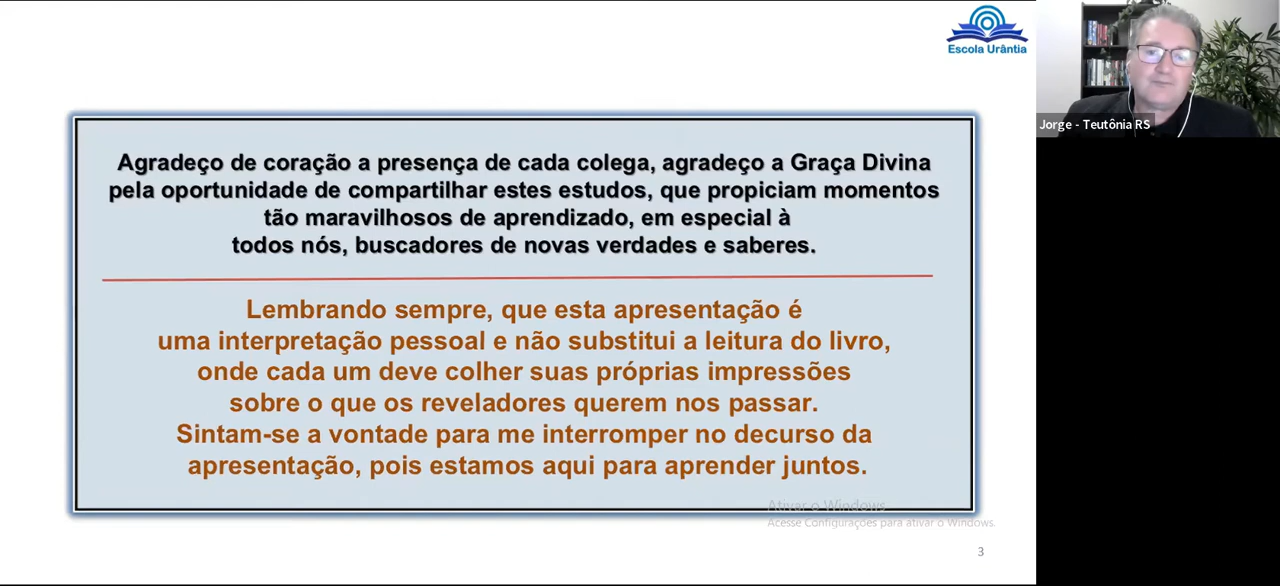 Escola Urântia
Jorge - Teutônia RS
Agradeço de coração a presença de cada colega, agradeço a Graça Divina
pela oportunidade de compartilhar estes estudos, que propiciam momentos
tão maravilhosos de aprendizado, em especial à
todos nós, buscadores de novas verdades e saberes.
Lembrando sempre, que esta apresentação é
uma interpretação pessoal e não substitui a leitura do livro,
onde cada um deve colher suas próprias impressões
sobre o que os reveladores querem nos passar.
Sintam-se a vontade para me interromper no decurso da
apresentação, pois estamos aqui para aprender juntos.
Ativar o Windows
Acesse Configurações para ativar o Windows.
3